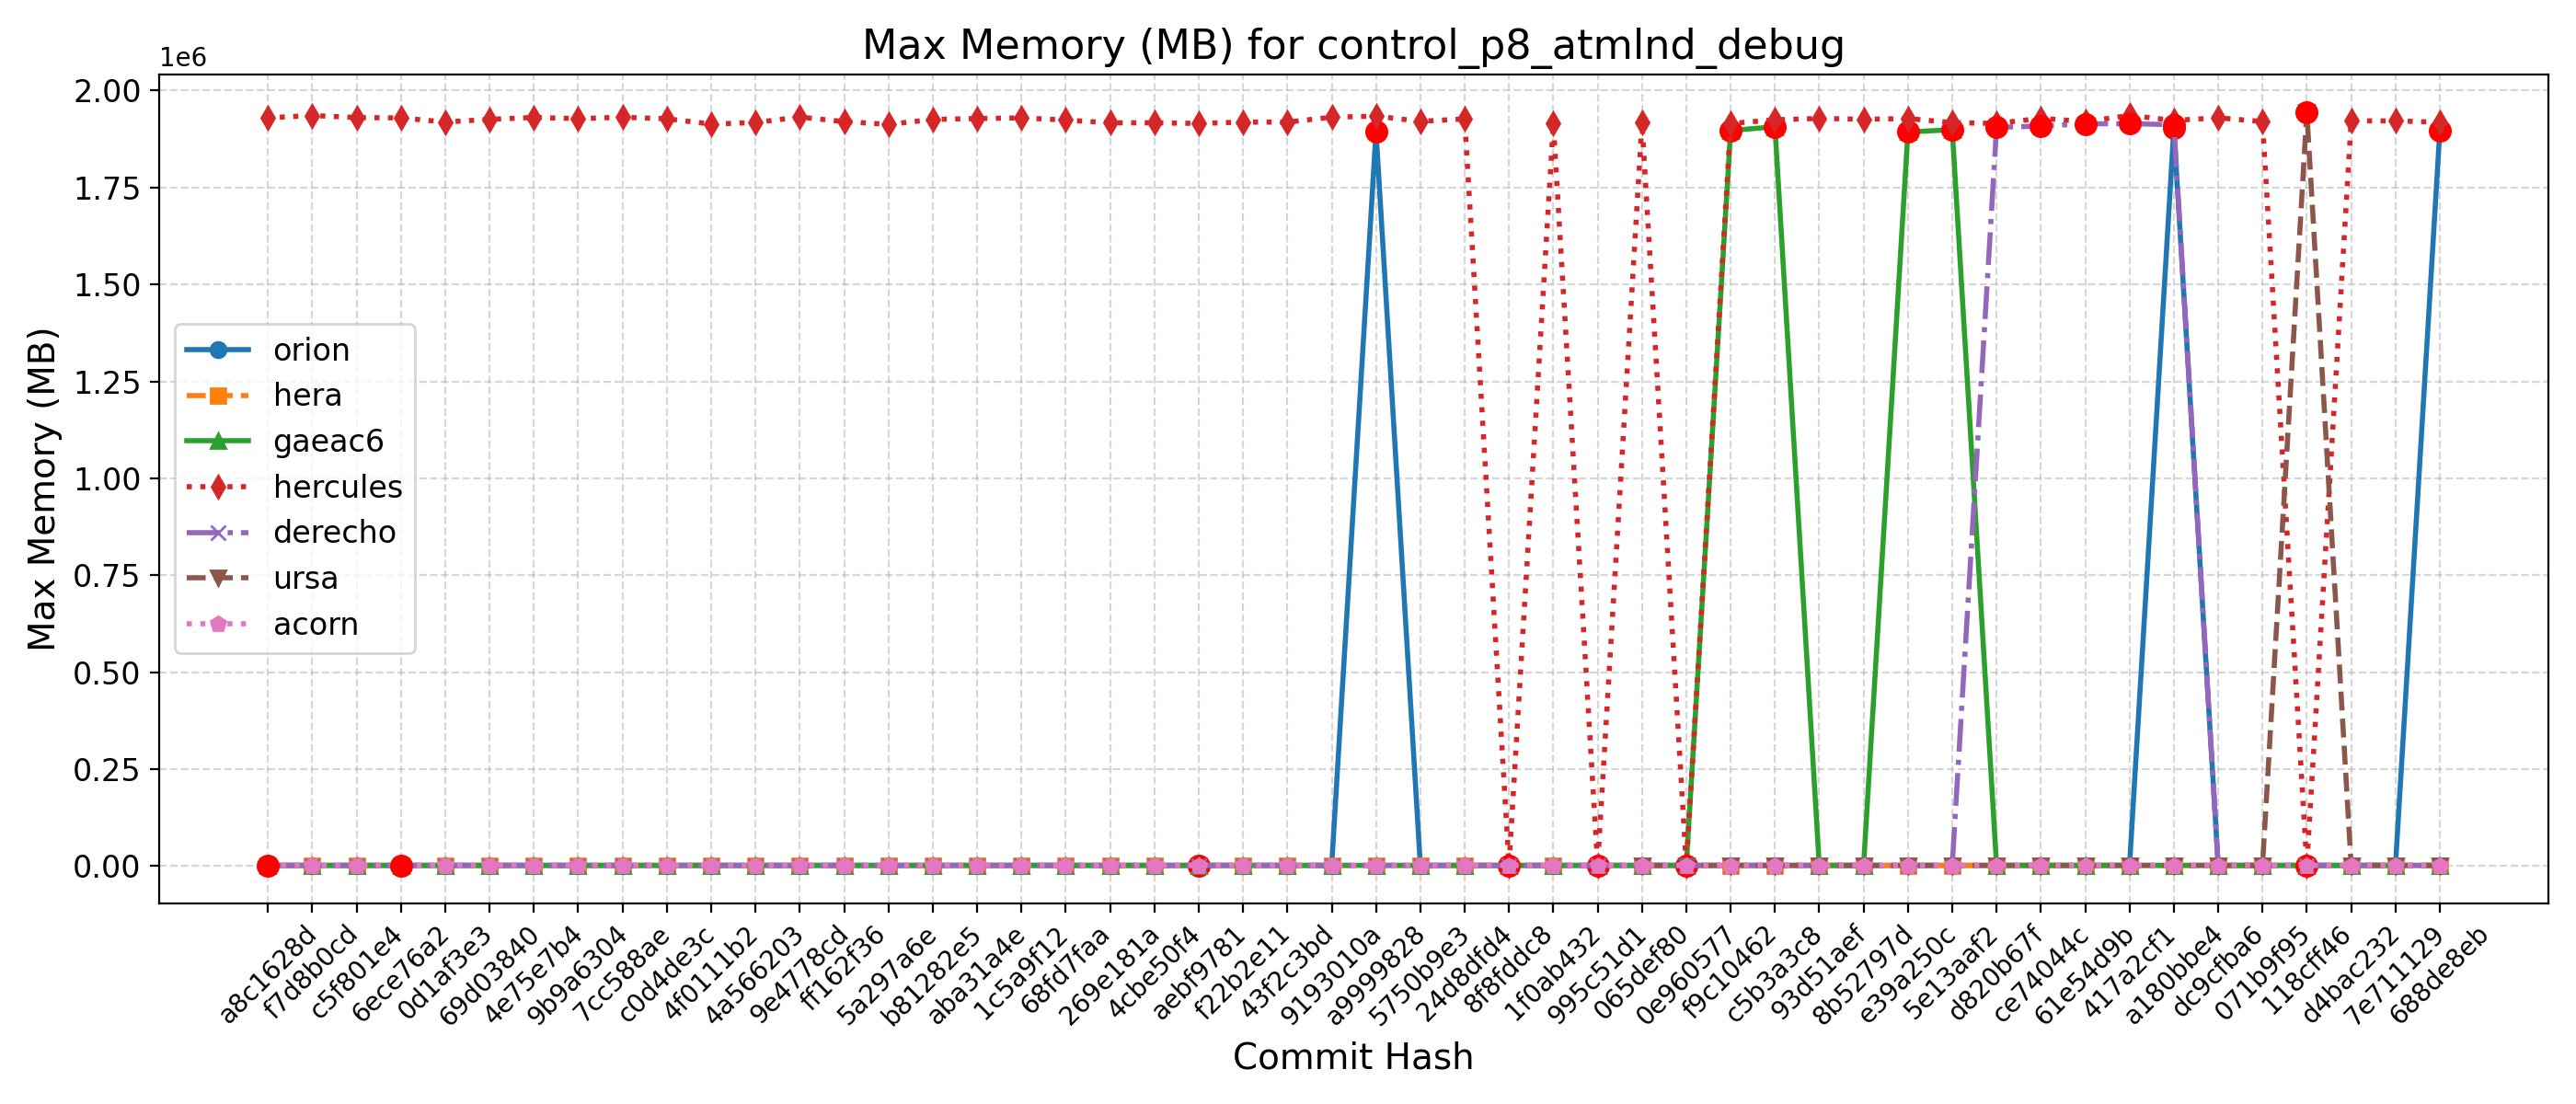 Max Memory (MB) for control_p8_atmlnd_debug
1e6
2.00
1.75
1.50
1.25
1.00
0.75
0.50
0.25
0.00
Max Memory (MB)
orion
hera
gaeac6
hercules
derecho
ursa
acorn
a8c1628d
f7d8b0cd
c5f801e4
6ece76a2
0d1af3e3
69d03840
4e75e7b4
9b9a6304
7cc588ae
c0d4de3c
4f0111b2
4a566203
9e4778cd
ff162f36
5a297a6e
b81282e5
aba31a4e
1c5a9f12
68fd7faa
269e181a
4cbe50f4
aebf9781
f22b2e11
43f2c3bd
9193010a
a9999828
5750b9e3
24d8dfd4
8f8fddc8
1f0ab432
995c51d1
065def80
0e960577
f9c10462
c5b3a3c8
93d51aef
8b52797d
e39a250c
5e13aaf2
d820b67f
ce74044c
61e54d9b
417a2cf1
a180bbe4
dc9cfba6
071b9f95
118cff46
d4bac232
7e711129
688de8eb
Commit Hash